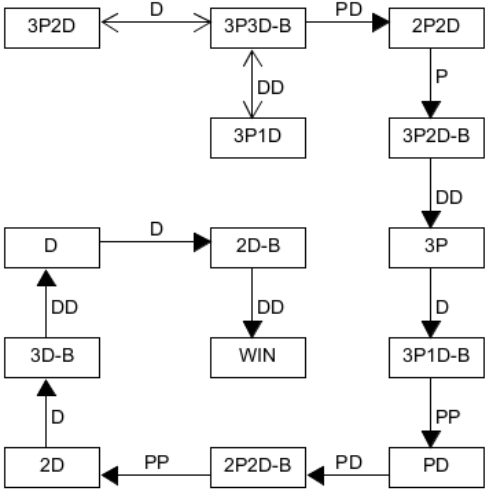 D
PD
3P2D
3P3D-B
2P2D
DD
P
3P1D
3P2D-B
DD
D
D
2D-B
3P
DD
DD
D
3D-B
WIN
3P1D-B
D
PP
PP
PD
2D
2P2D-B
PD